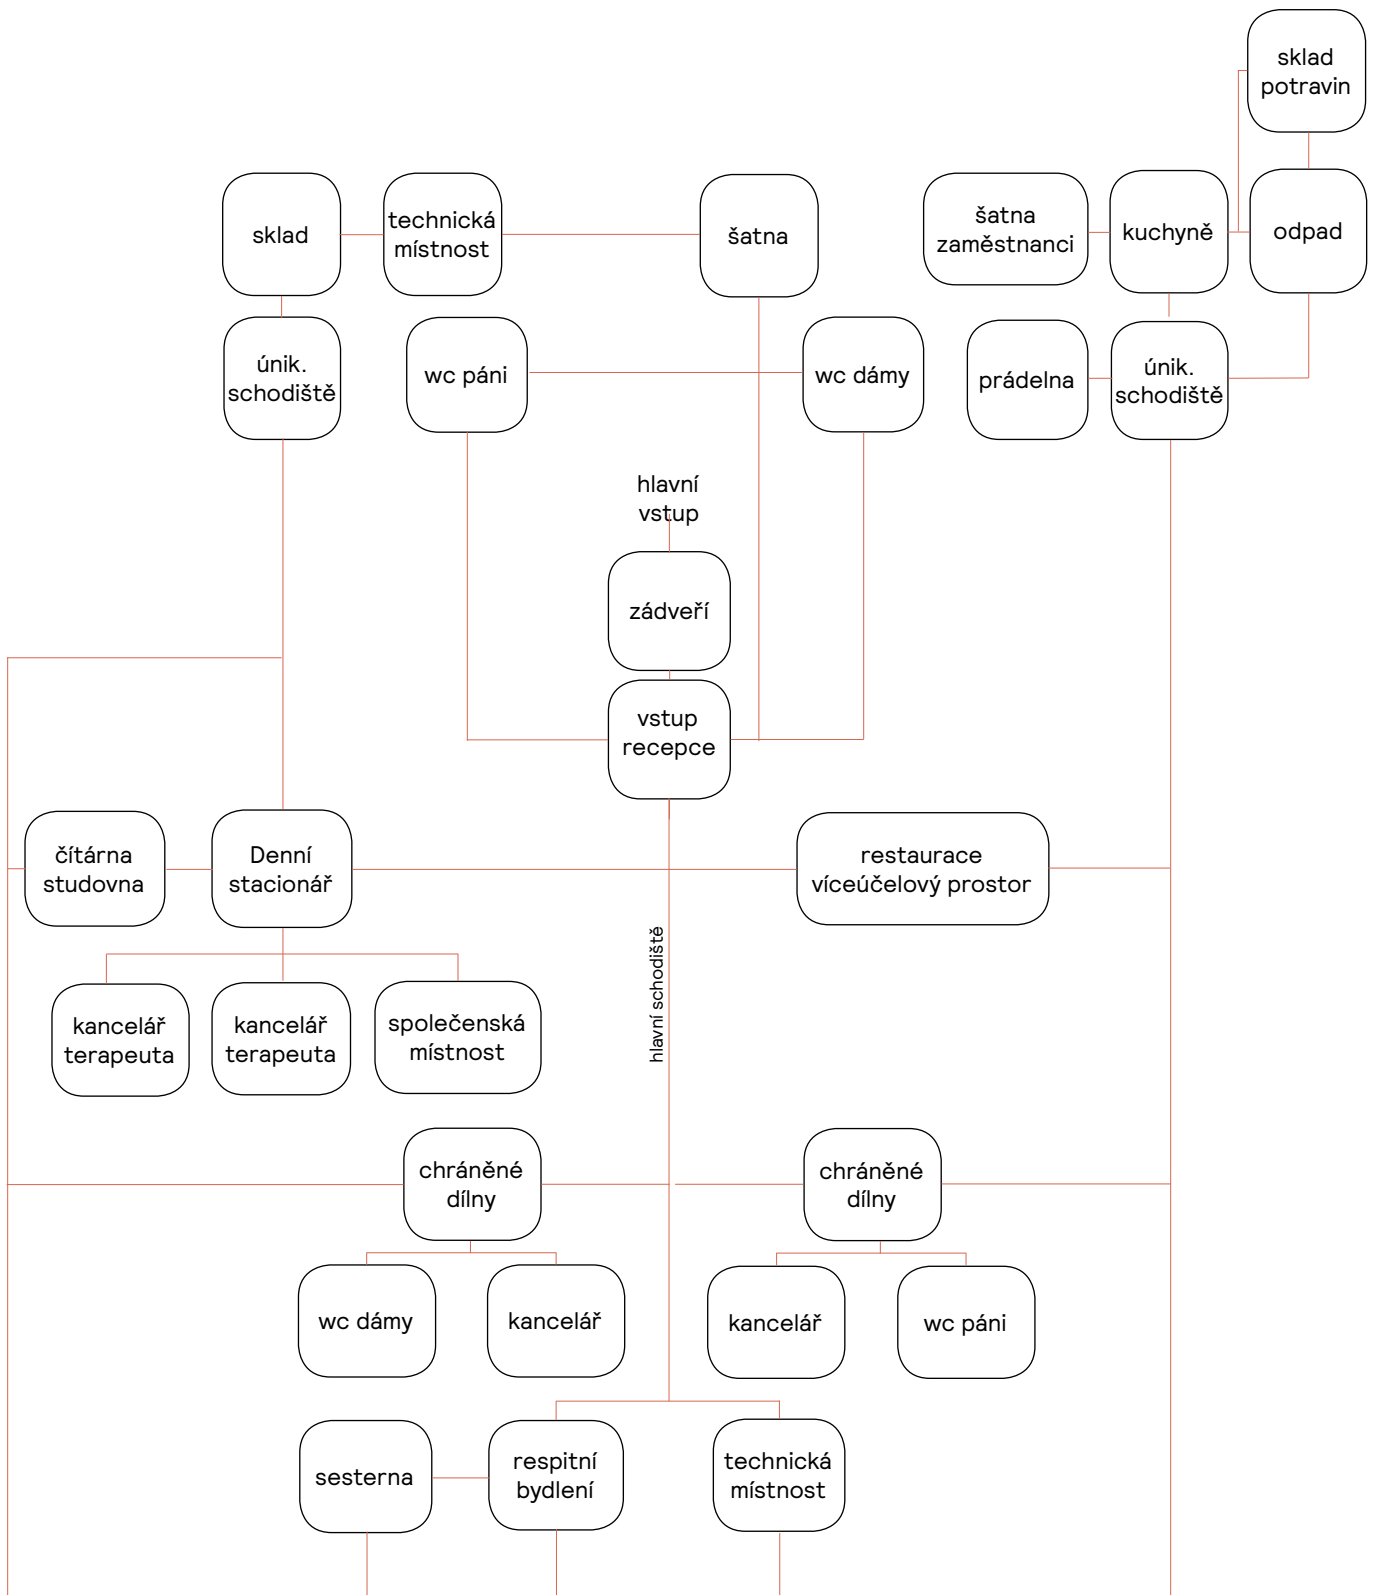 sklad
potravin
sklad
technická
místnost
šatna
šatna
zaměstnanci
kuchyně
odpad
únik.
schodiště
wc páni
wc dámy
prádelna
únik.
schodiště
hlavní
vstup
zádveří
vstup
recepce
čítárna
studovna
Denní
stacionář
restaurace
víceúčelový prostor
hlavní schodiště
kancelář
terapeuta
kancelář
terapeuta
společenská
místnost
chráněné
dílny
chráněné
dílny
wc dámy
kancelář
kancelář
wc páni
sesterna
respitní
bydlení
technická
místnost